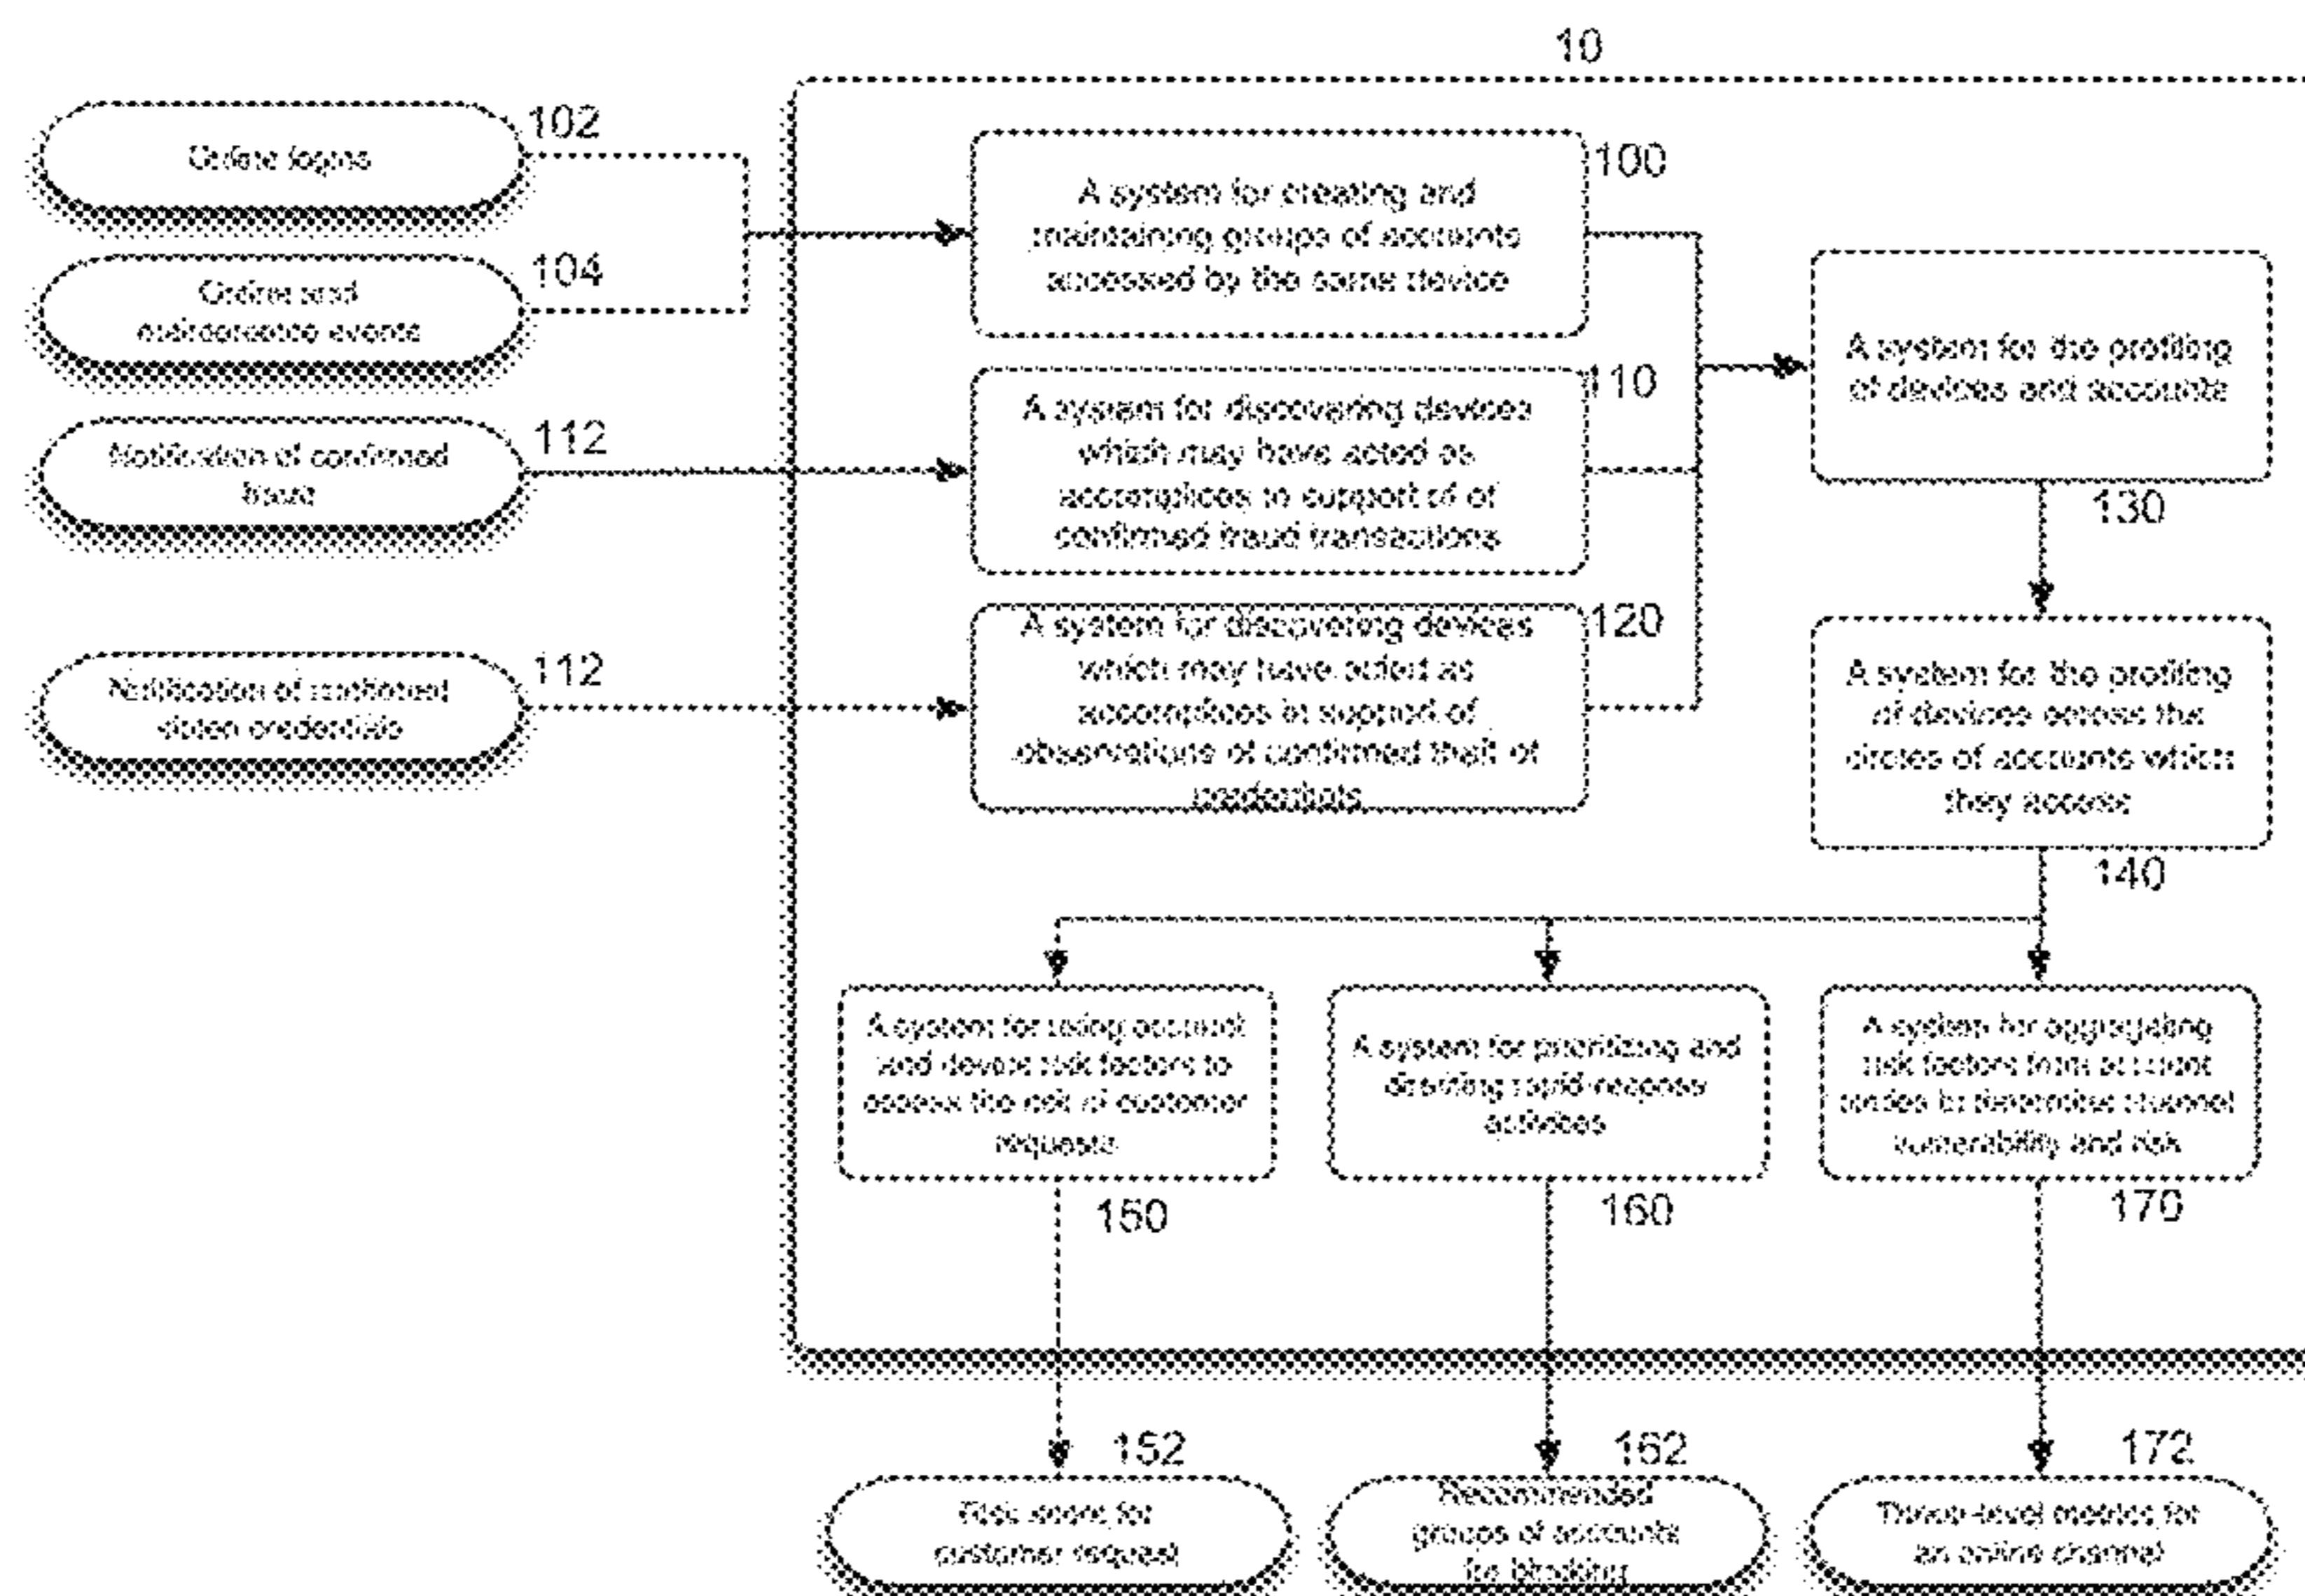 10
102
Online logins
104
Online and
maintenance events
112
Notification of confirmed
fraud
112
Notification of confirmed
stolen credentials
100
A system for creating and
maintaining groups of accounts
accessed by the same device
110
A system for discovering devices
which may have acted as
accomplices in support of of
confirmed fraud transactions
120
A system for discovering devices
which may have acted as
accomplices in support of
observations of confirmed theft of
credentials
A system for the profiling
of devices and accounts
130
A system for the profiling
of devices across the
circles of accounts which
they access
140
A system for using account
and device risk factors to
assess the risk of customer
requests
150
A system for prioritizing and
directing rapid-response
activities
160
A system for aggregating
risk factors from account
circles to determine channel
vulnerability and risk
170
152
Risk score for
customer request
162
Recommended
groups of accounts
for blocking
172
Threat-level metrics for
an online channel